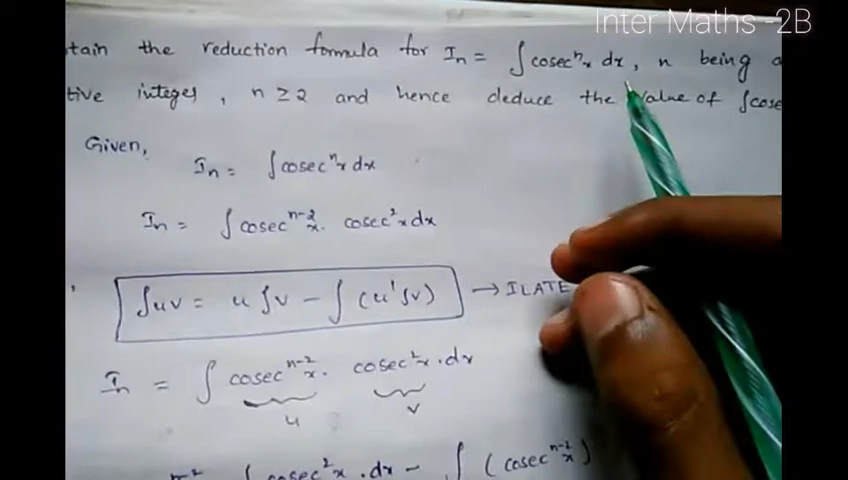 Inter Maths -2B
tain the reduction formula for Iₙ = ∫cosecⁿx dx, n being a
tive integer, n ≥ 2 and hence deduce the value of ∫cose
Given,
Iₙ = ∫cosecⁿx dx
Iₙ = ∫cosecⁿ⁻²x. cosec²x dx
∫uv = u∫v - ∫(u'∫v) → ILATE
Iₙ = ∫cosecⁿ⁻²x. cosec²x . dx
u v
∫cosec²x .dx - ∫(cosecⁿ⁻²x)